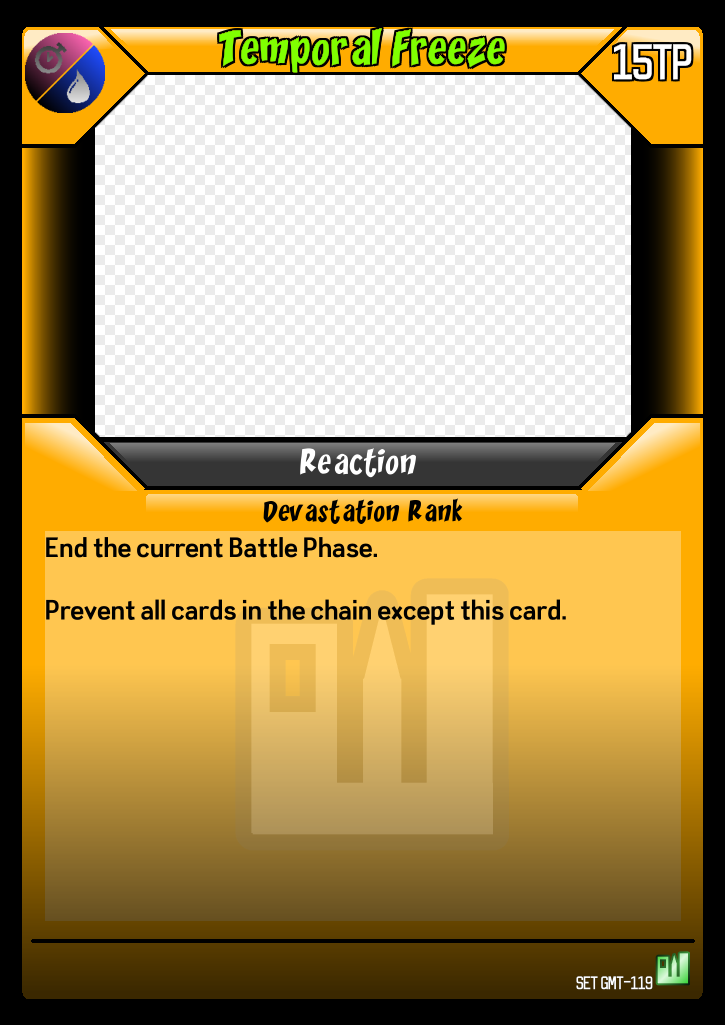 Temporal Freeze
15TP
Reaction
Devastation Rank
End the current Battle Phase.
Prevent all cards in the chain except this card.
SET GMT-119